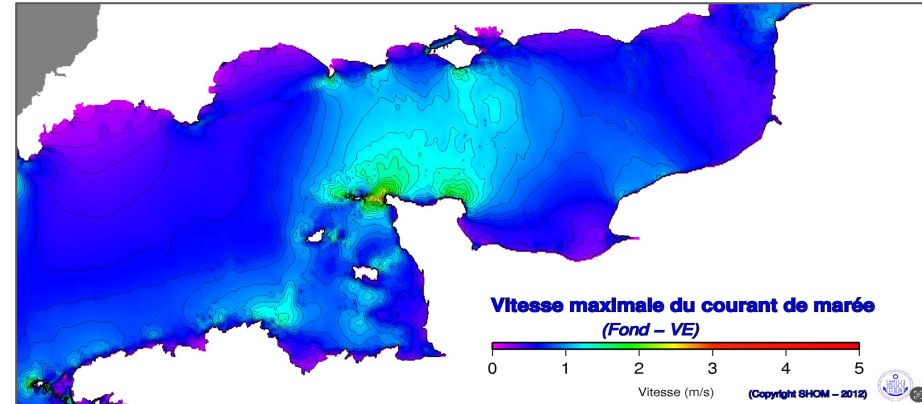 Vitesse maximale du courant de marée
(Fond – VE)
0 1 2 3 4 5
Vitesse (m/s)
(Copyright SHOM – 2012)